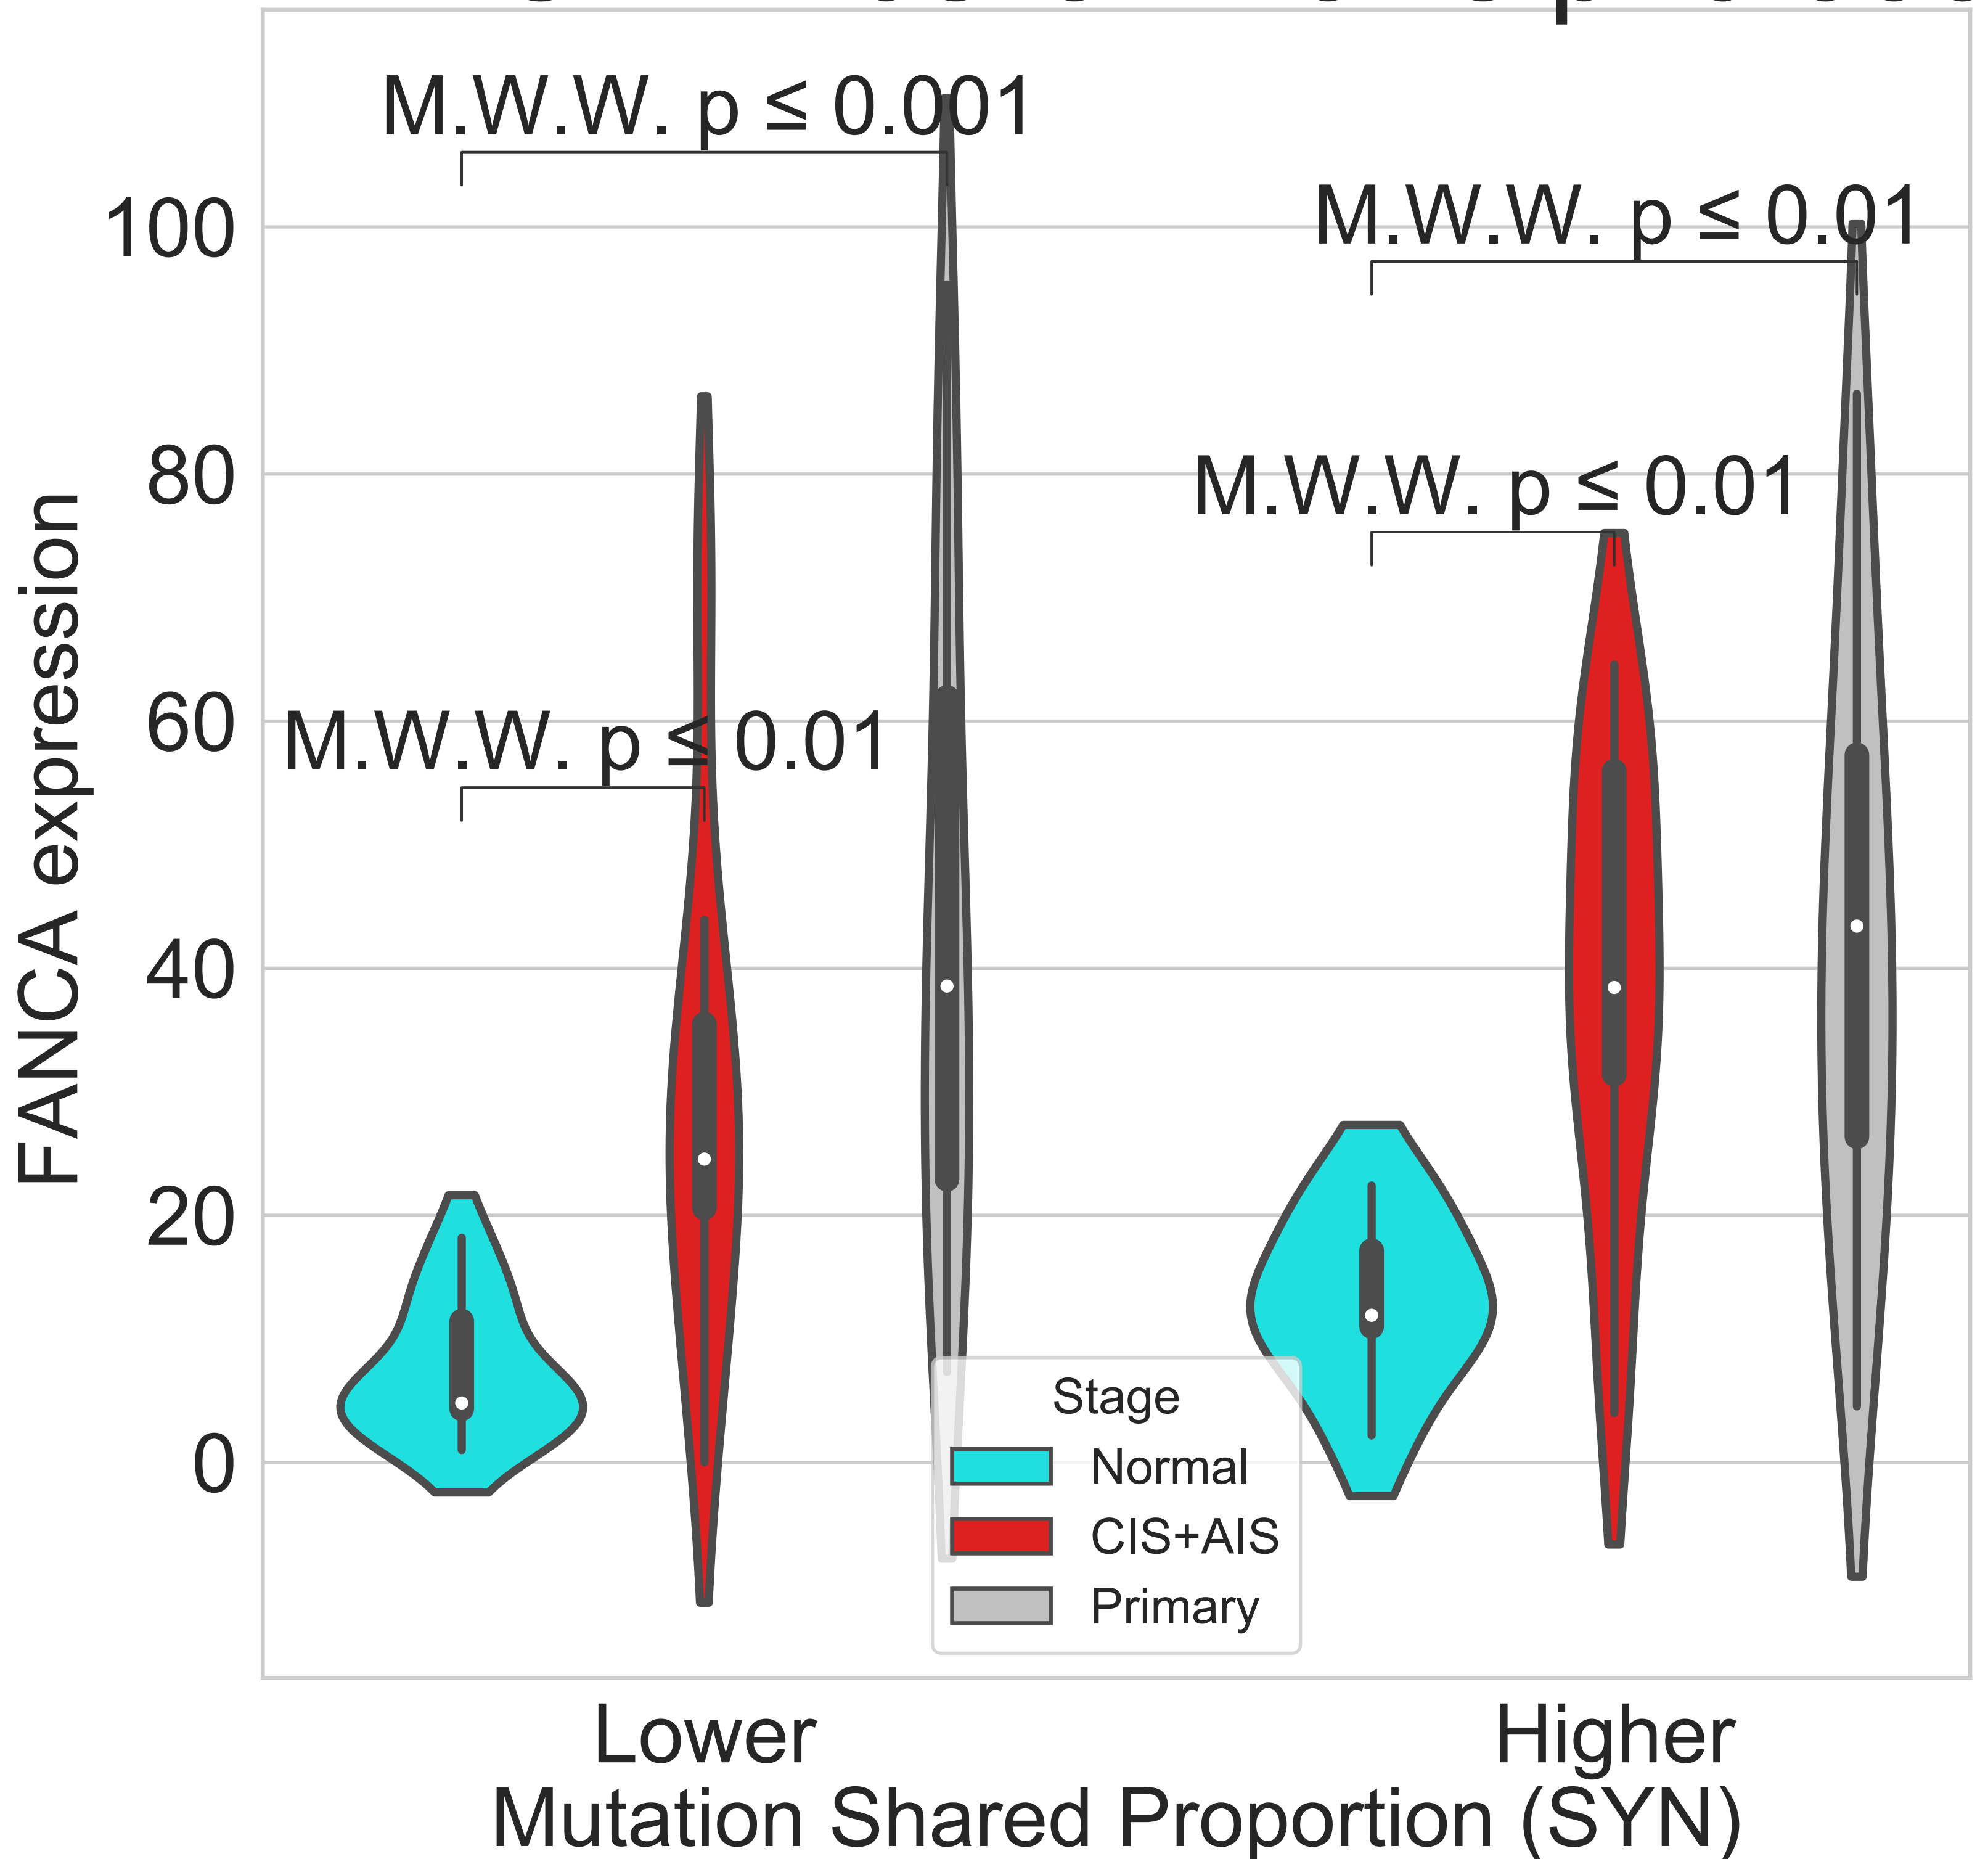 M.W.W. p ≤ 0.001
M.W.W. p ≤ 0.01
M.W.W. p ≤ 0.01
M.W.W. p ≤ 0.01
100
80
60
40
20
0
FANCA expression
Stage
Normal
CIS+AIS
Primary
Lower
Higher
Mutation Shared Proportion (SYN)